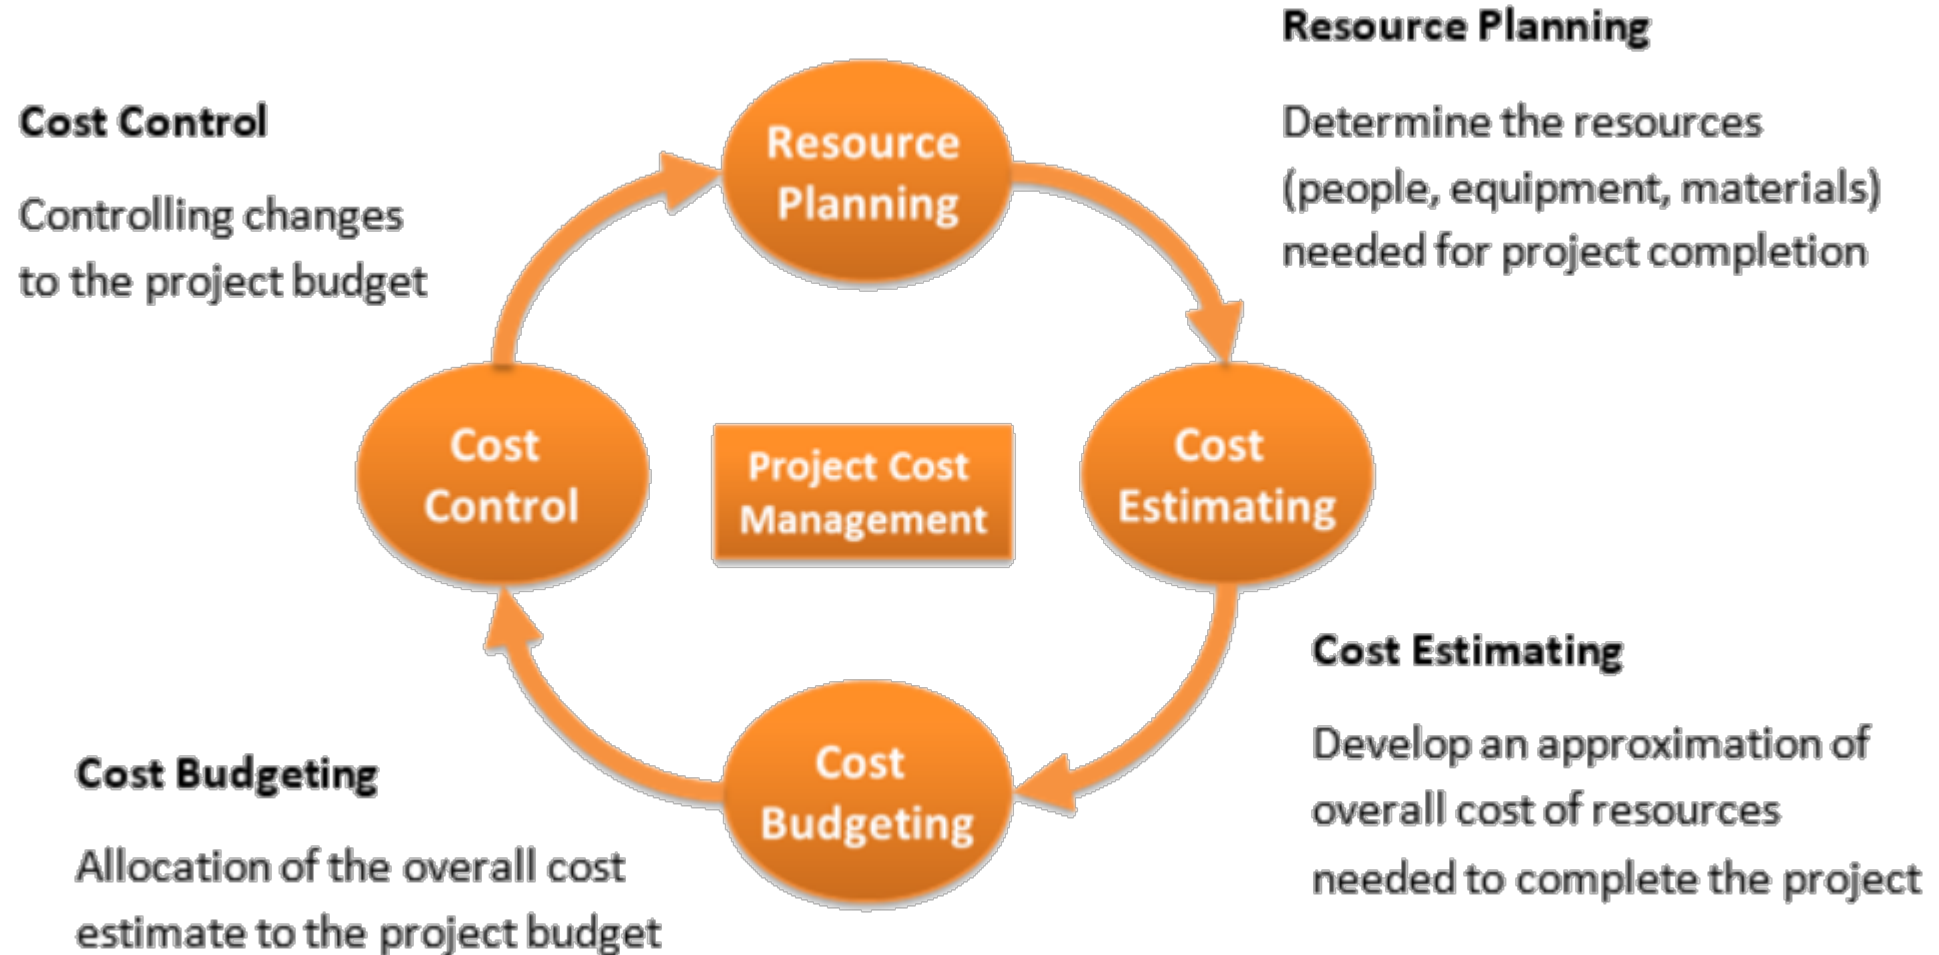 Resource Planning
Determine the resources
(people, equipment, materials)
needed for project completion
Cost Control
Controlling changes
to the project budget
Resource
Planning
Cost
Control
Project Cost
Management
Cost
Estimating
Cost
Budgeting
Cost Estimating
Develop an approximation of
overall cost of resources
needed to complete the project
Cost Budgeting
Allocation of the overall cost
estimate to the project budget